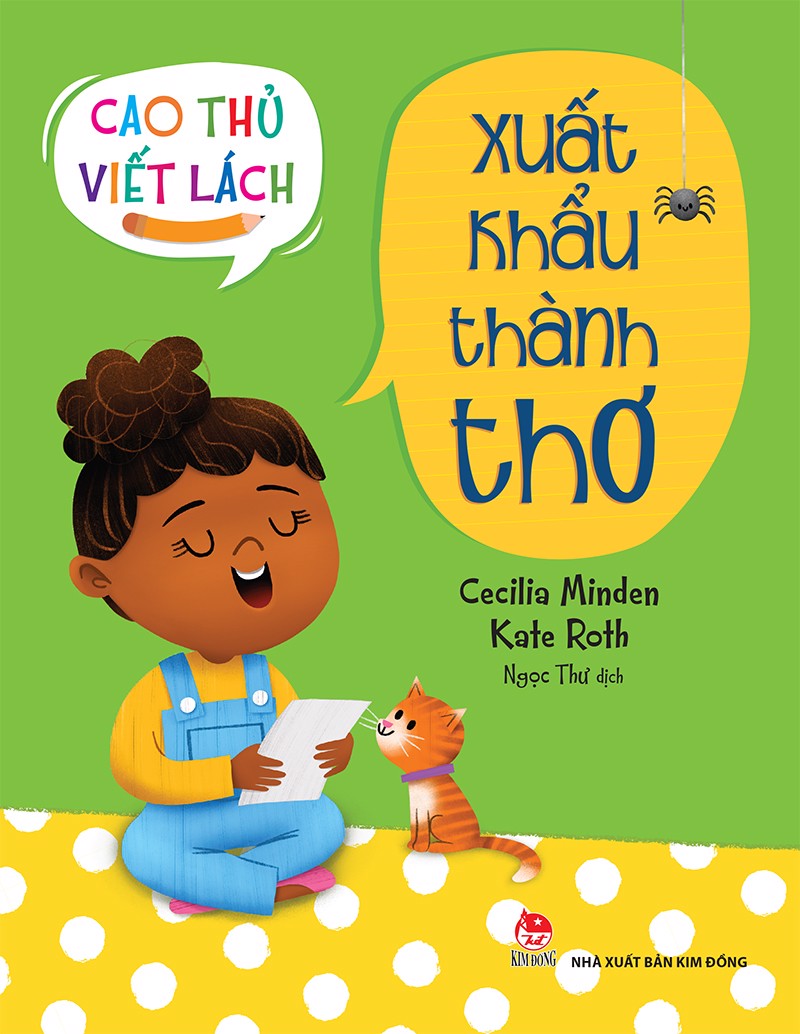 CAO THỦ
VIẾT LÁCH
xuất
khẩu
thành
thơ
Cecilia Minden
Kate Roth
Ngọc Thư dịch
KIM ĐỒNG
NHÀ XUẤT BẢN KIM ĐỒNG